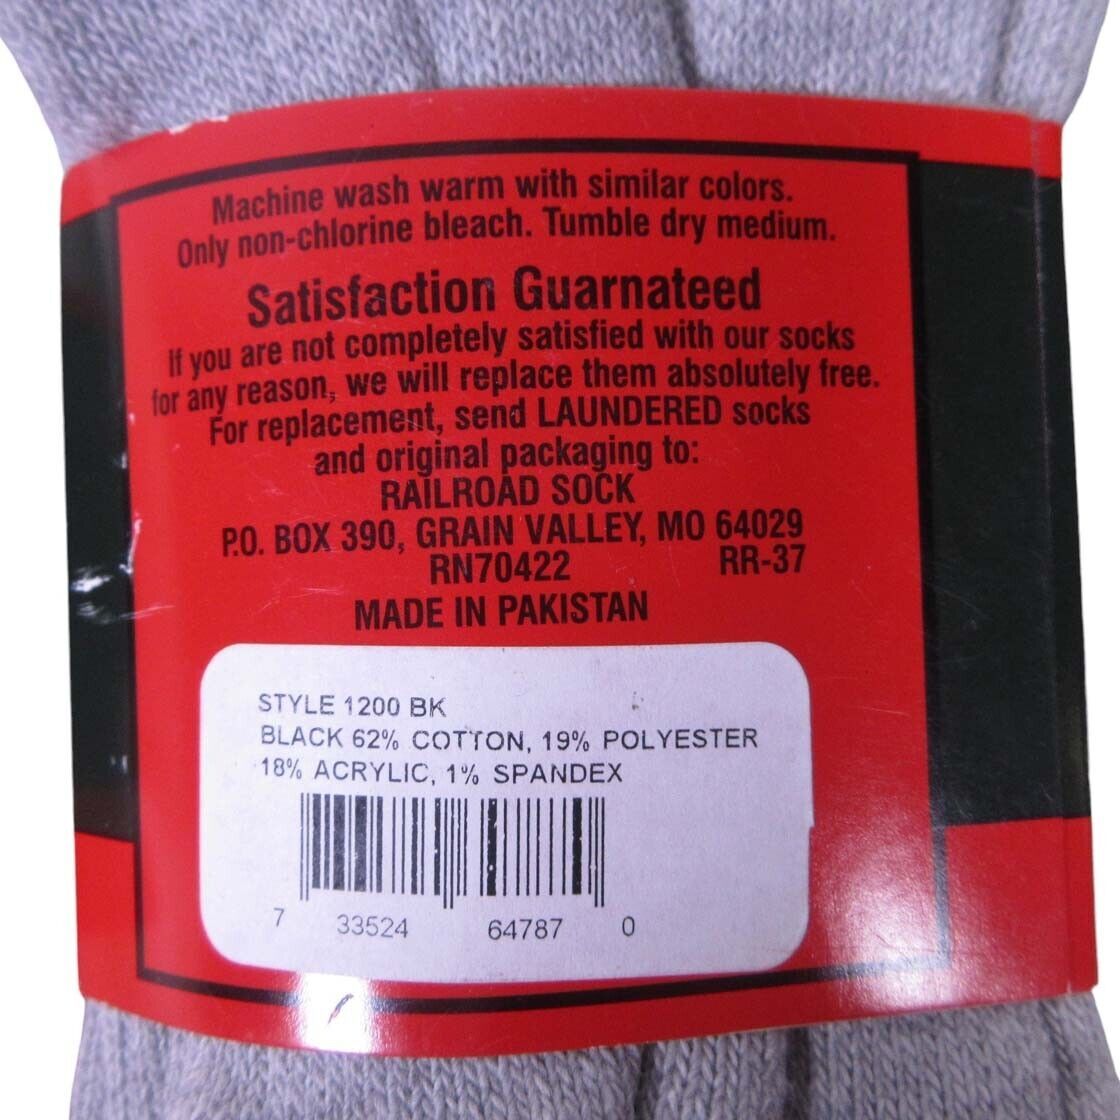 Machine wash warm with similar colors.
Only non-chlorine bleach. Tumble dry medium.
Satisfaction Guarnateed
If you are not completely satisfied with our socks
for any reason, we will replace them absolutely free.
For replacement, send LAUNDERED socks
and original packaging to:
RAILROAD SOCK
P.O. BOX 390, GRAIN VALLEY, MO 64029
RN70422 RR-37
MADE IN PAKISTAN
STYLE 1200 BK
BLACK 62% COTTON, 19% POLYESTER
18% ACRYLIC, 1% SPANDEX
7 33524 64787 0